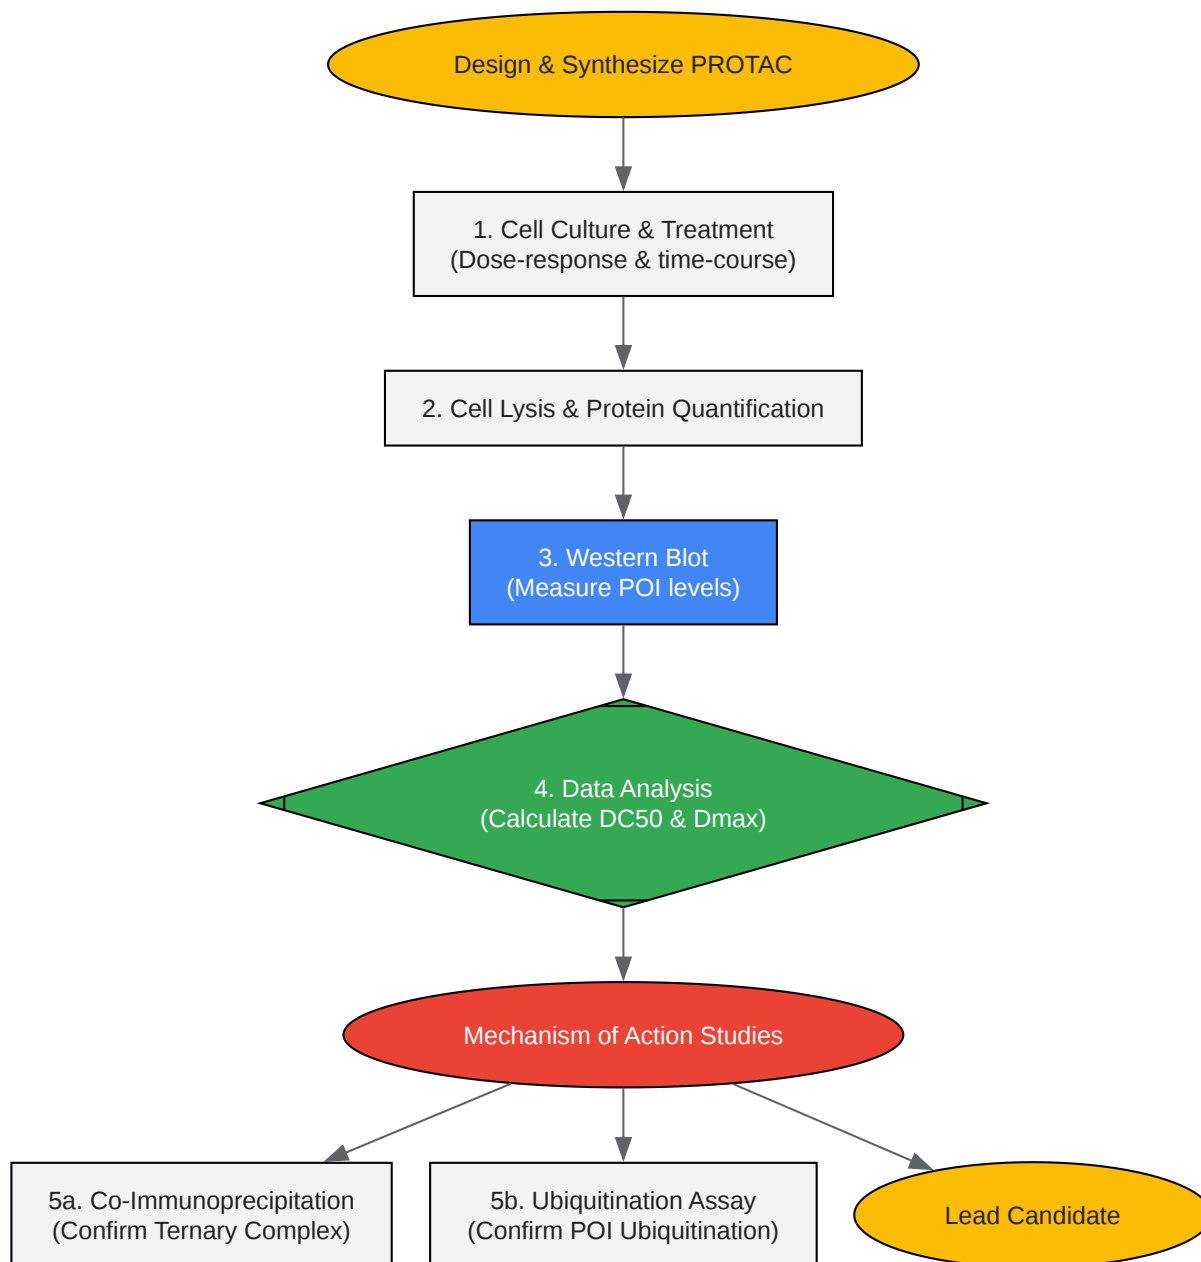 Design & Synthesize PROTAC
1. Cell Culture & Treatment
(Dose-response & time-course)
2. Cell Lysis & Protein Quantification
3. Western Blot
(Measure POI levels)
4. Data Analysis
(Calculate DC50 & Dmax)
Mechanism of Action Studies
5a. Co-Immunoprecipitation
(Confirm Ternary Complex)
5b. Ubiquitination Assay
(Confirm POI Ubiquitination)
Lead Candidate